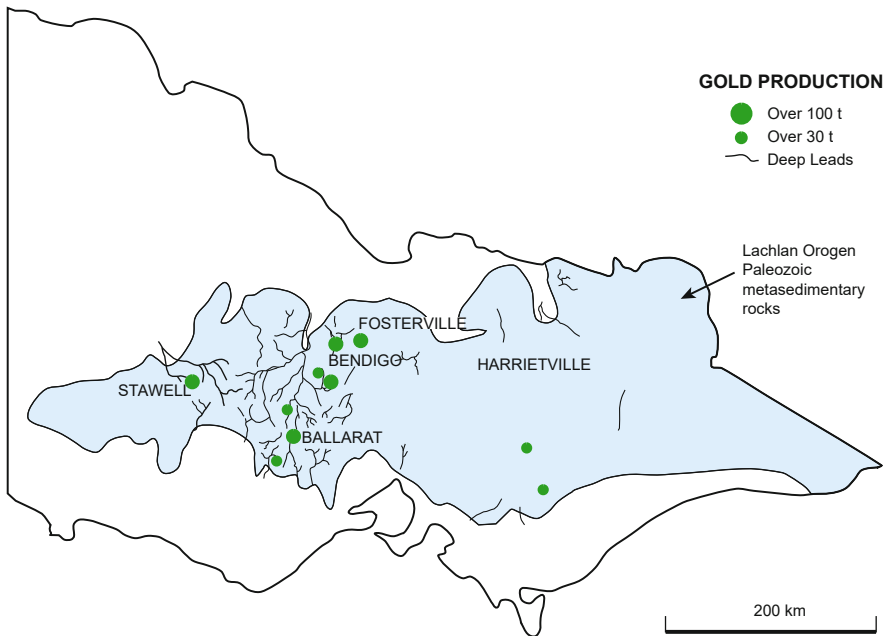 GOLD PRODUCTION
Over 100 t
Over 30 t
Deep Leads
Lachlan Orogen
Paleozoic
metasedimentary
rocks
FOSTERVILLE
BENDIGO
HARRIETVILLE
STAWELL
BALLARAT
200 km